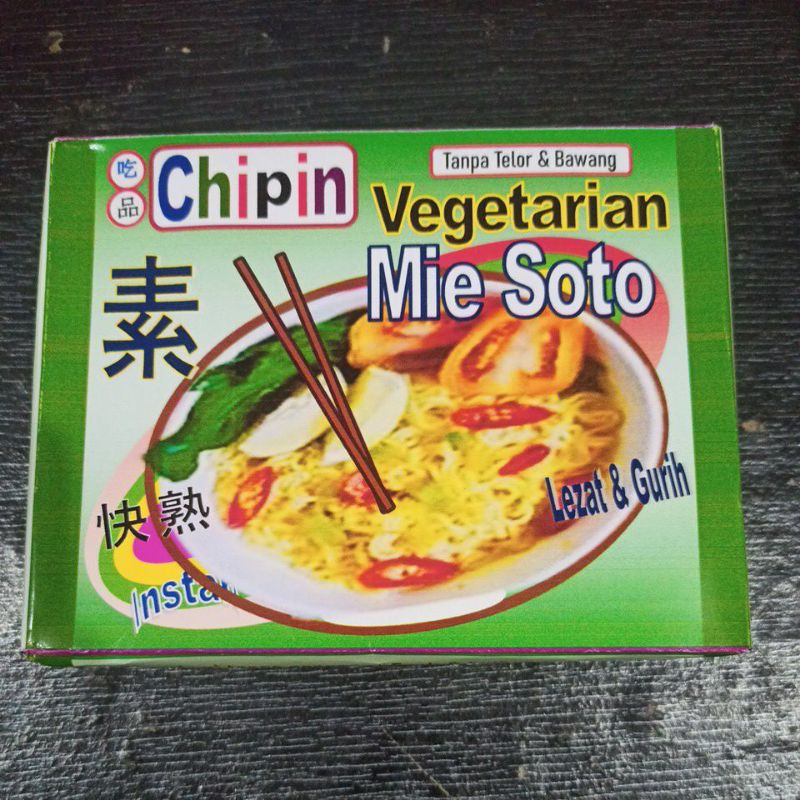 吃品
Chipin
Tanpa Telor & Bawang
Vegetarian
Mie Soto
素
Lezat & Gurih
快熟